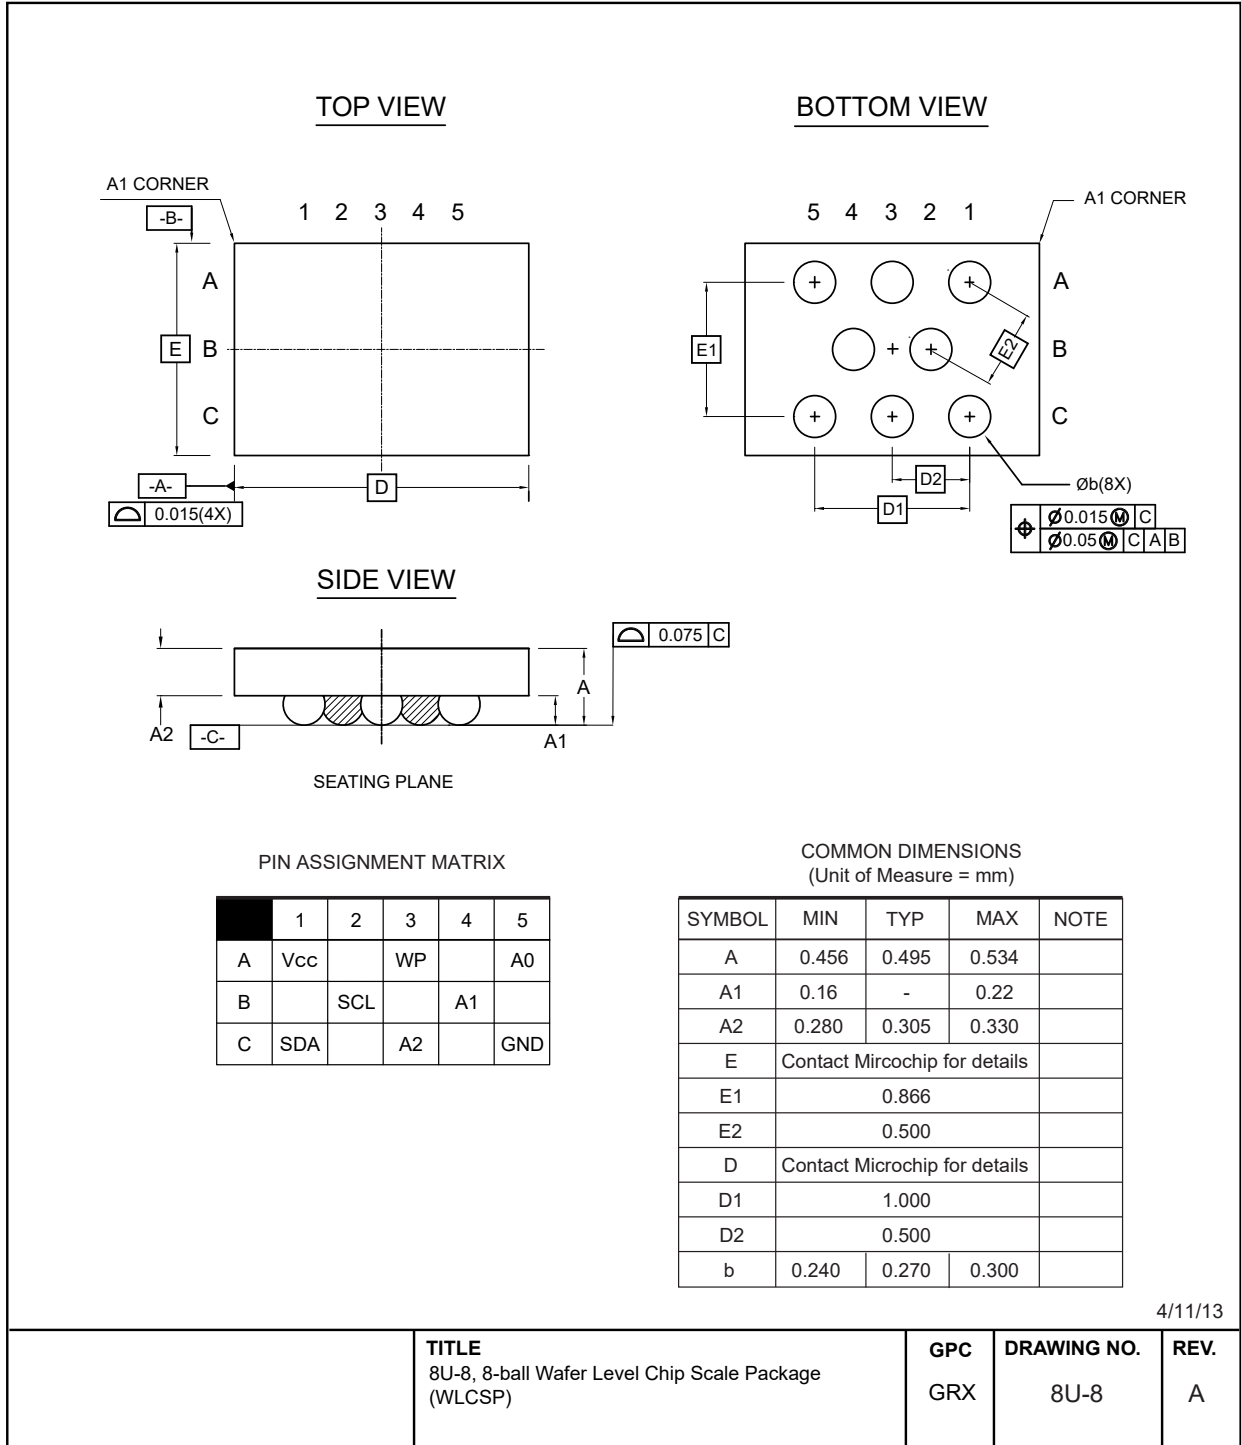 TOP VIEW
BOTTOM VIEW
A1 CORNER
-B-
1 2 3 4 5
A
E B
C
-A-
D
0.015(4X)
5 4 3 2 1
A1 CORNER
A
E1
E2
B
C
D2
D1
Øb(8X)
Ø0.015 M C
Ø0.05 M C A B
SIDE VIEW
0.075 C
A
A2
-C-
A1
SEATING PLANE
PIN ASSIGNMENT MATRIX
1 2 3 4 5
A Vcc WP A0
B SCL A1
C SDA A2 GND
COMMON DIMENSIONS
(Unit of Measure = mm)
SYMBOL MIN TYP MAX NOTE
A 0.456 0.495 0.534
A1 0.16 - 0.22
A2 0.280 0.305 0.330
E Contact Mircochip for details
E1 0.866
E2 0.500
D Contact Microchip for details
D1 1.000
D2 0.500
b 0.240 0.270 0.300
4/11/13
TITLE
8U-8, 8-ball Wafer Level Chip Scale Package
(WLCSP)
GPC
GRX
DRAWING NO.
8U-8
REV.
A